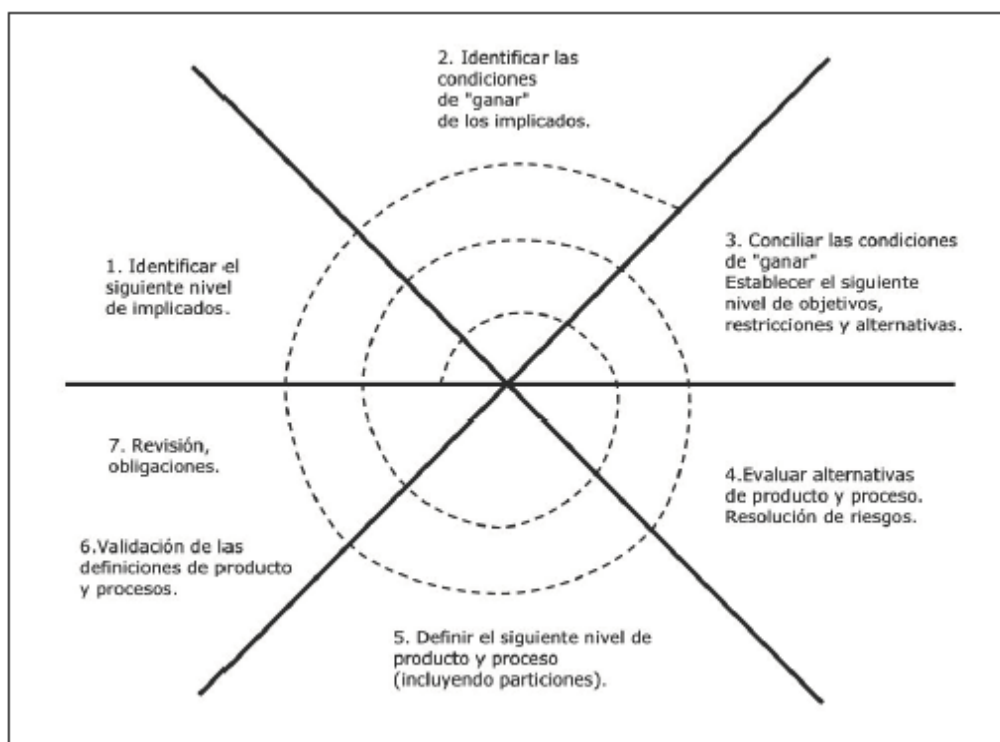 2. Identificar las
condiciones
de "ganar"
de los implicados.
1. Identificar el
siguiente nivel
de implicados.
3. Conciliar las condiciones
de "ganar"
Establecer el siguiente
nivel de objetivos,
restricciones y alternativas.
7. Revisión,
obligaciones.
4.Evaluar alternativas
de producto y proceso.
Resolución de riesgos.
6.Validación de las
definiciones de producto
y procesos.
5. Definir el siguiente nivel de
producto y proceso
(incluyendo particiones).